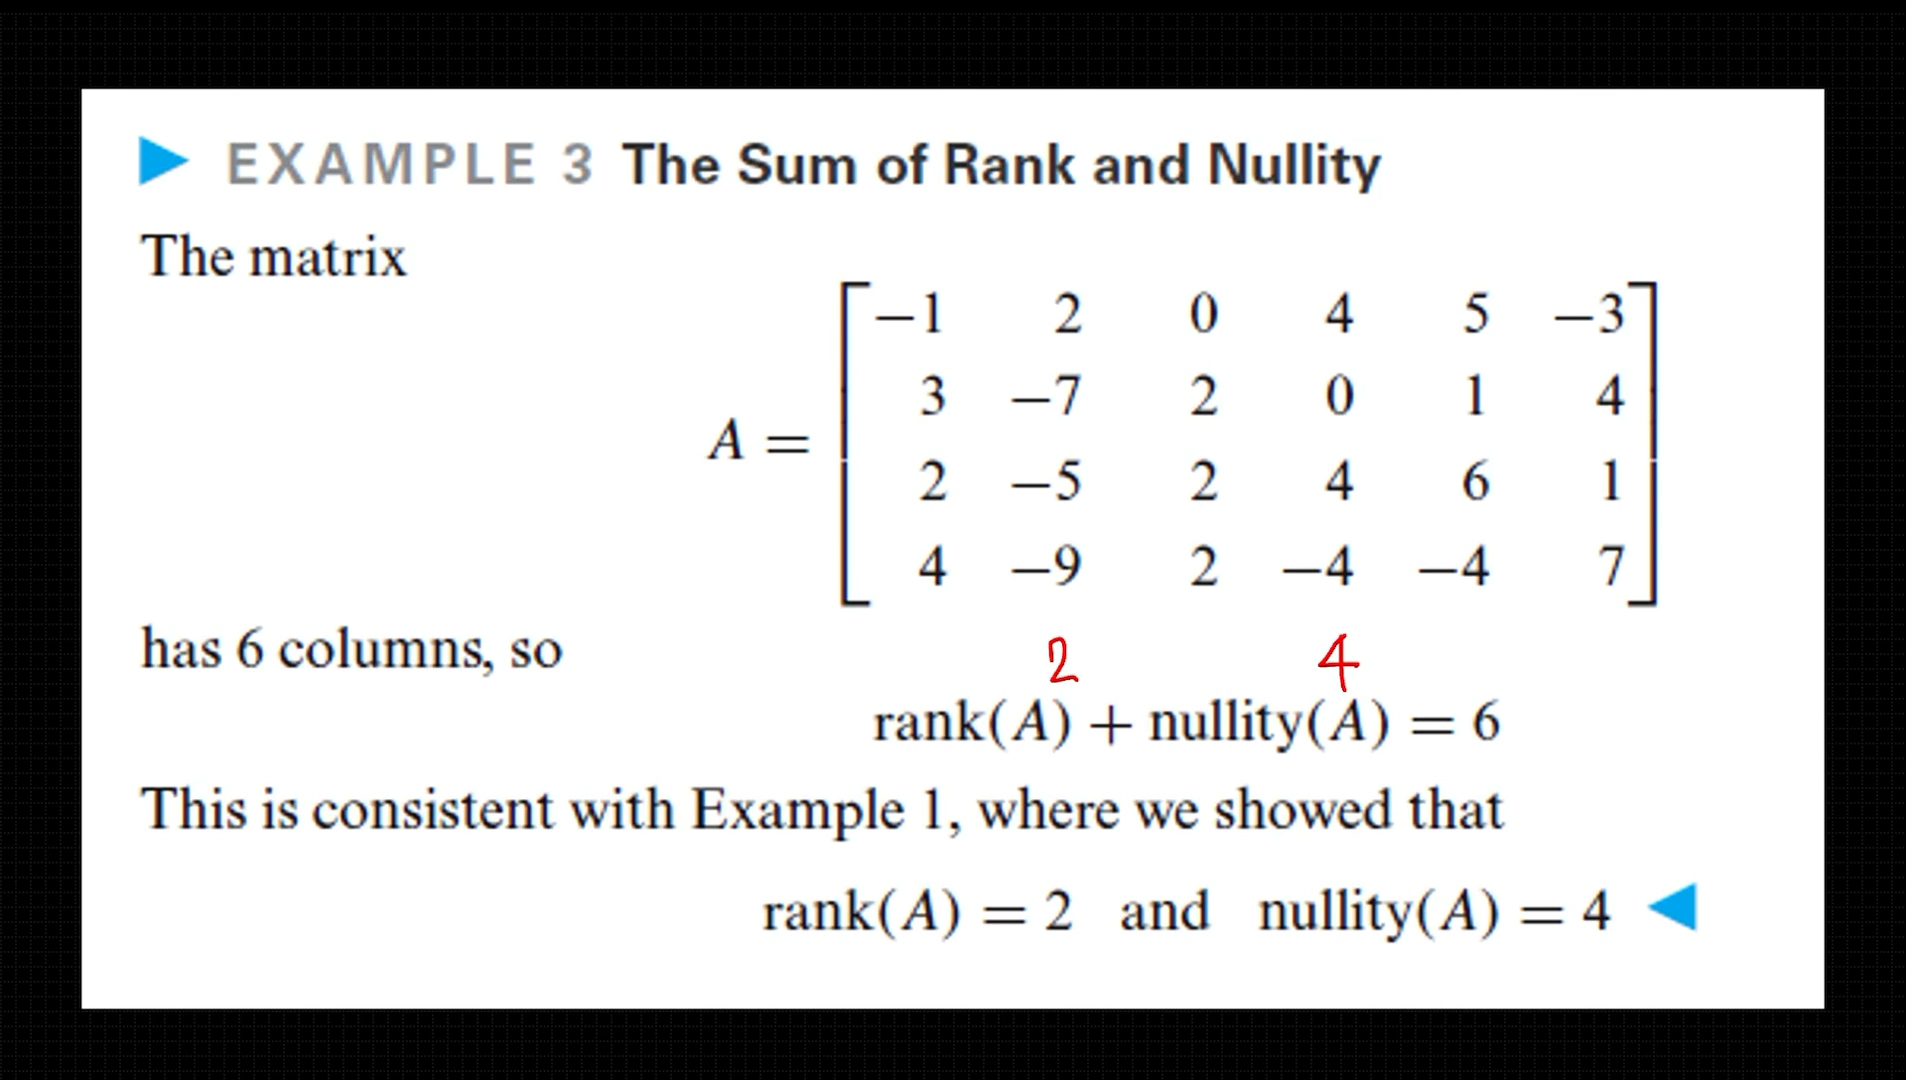 EXAMPLE 3 The Sum of Rank and Nullity
The matrix
−1 2 0 4 5 −3
3 −7 2 0 1 4
A =
2 −5 2 4 6 1
4 −9 2 −4 −4 7
has 6 columns, so
2 4
rank(A) + nullity(A) = 6
This is consistent with Example 1, where we showed that
rank(A) = 2 and nullity(A) = 4